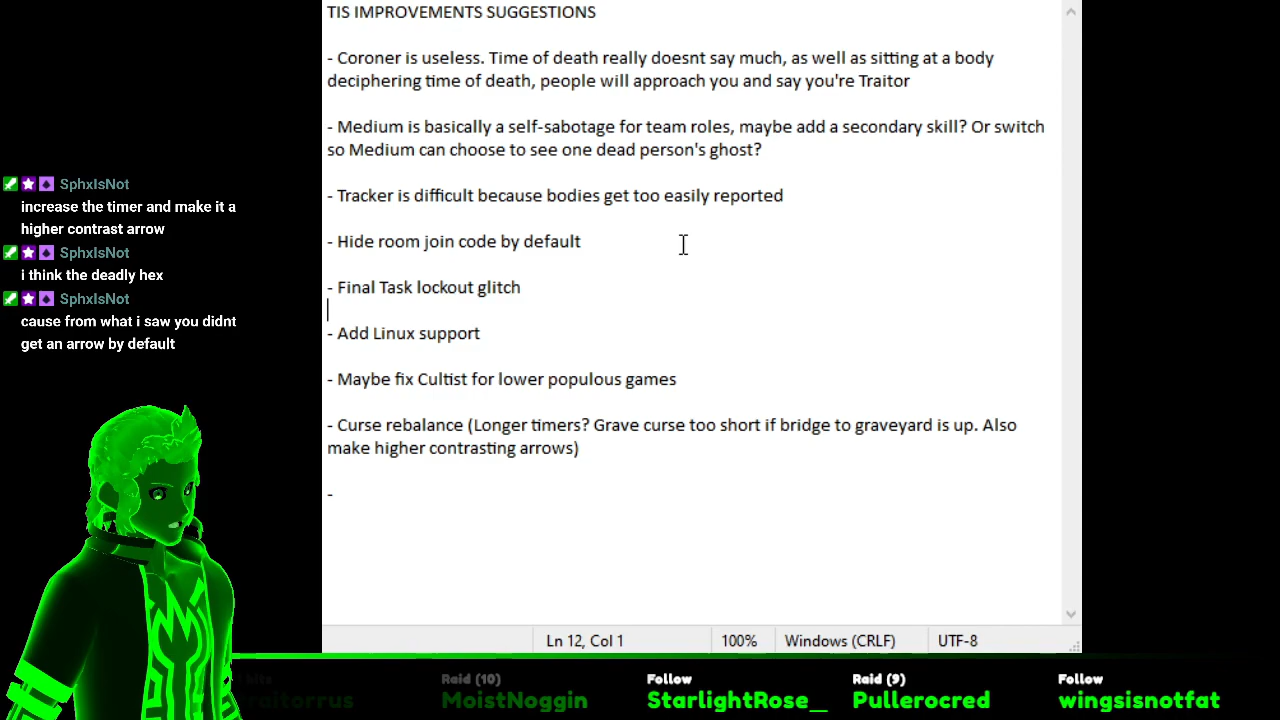 TIS IMPROVEMENTS SUGGESTIONS
- Coroner is useless. Time of death really doesnt say much, as well as sitting at a body
deciphering time of death, people will approach you and say you're Traitor
- Medium is basically a self-sabotage for team roles, maybe add a secondary skill? Or switch
so Medium can choose to see one dead person's ghost?
- Tracker is difficult because bodies get too easily reported
- Hide room join code by default
- Final Task lockout glitch
- Add Linux support
- Maybe fix Cultist for lower populous games
- Curse rebalance (Longer timers? Grave curse too short if bridge to graveyard is up. Also
make higher contrasting arrows)
-
SphxIsNot
increase the timer and make it a
higher contrast arrow
SphxIsNot
i think the deadly hex
SphxIsNot
cause from what i saw you didnt
get an arrow by default
Ln 12, Col 1
100%
Windows (CRLF)
UTF-8
Raid (10)
MoistNoggin
Follow
StarlightRose_
Raid (9)
Pullerocred
Follow
wingsisnotfat